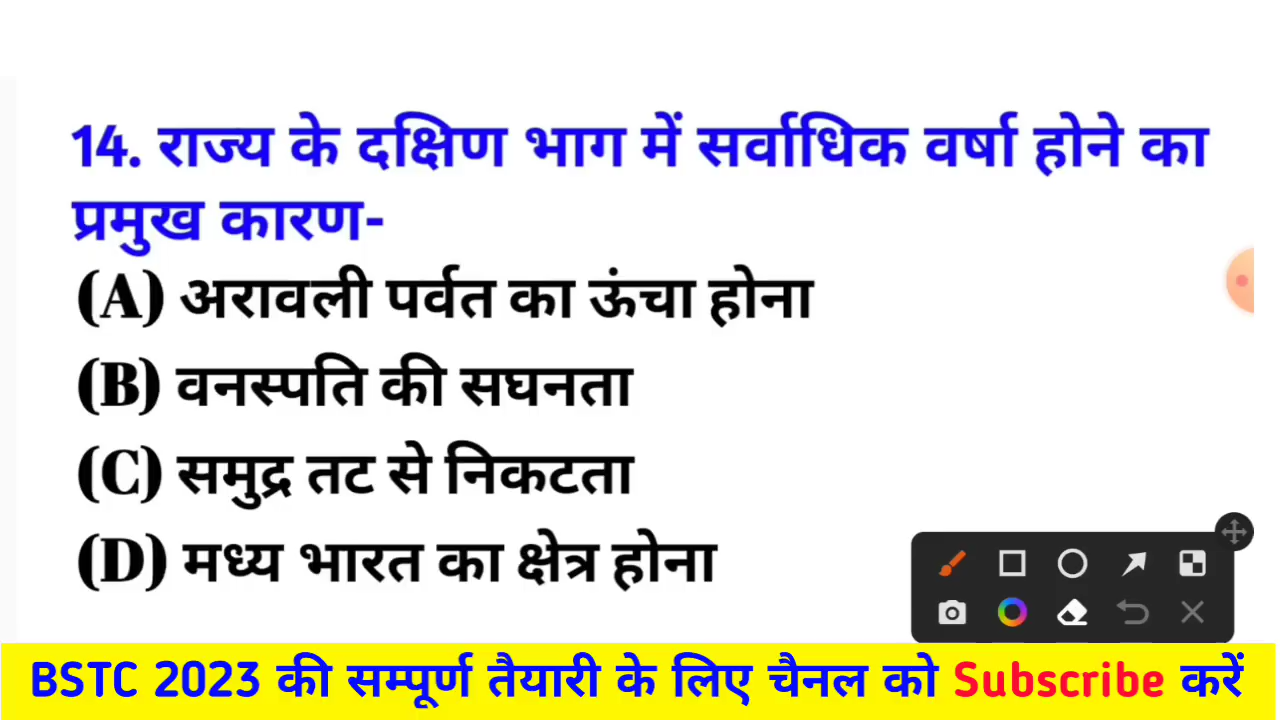 14. राज्य के दक्षिण भाग में सर्वाधिक वर्षा होने का
प्रमुख कारण-
(A) अरावली पर्वत का ऊंचा होना
(B) वनस्पति की सघनता
(C) समुद्र तट से निकटता
(D) मध्य भारत का क्षेत्र होना
BSTC 2023 की सम्पूर्ण तैयारी के लिए चैनल को Subscribe करें